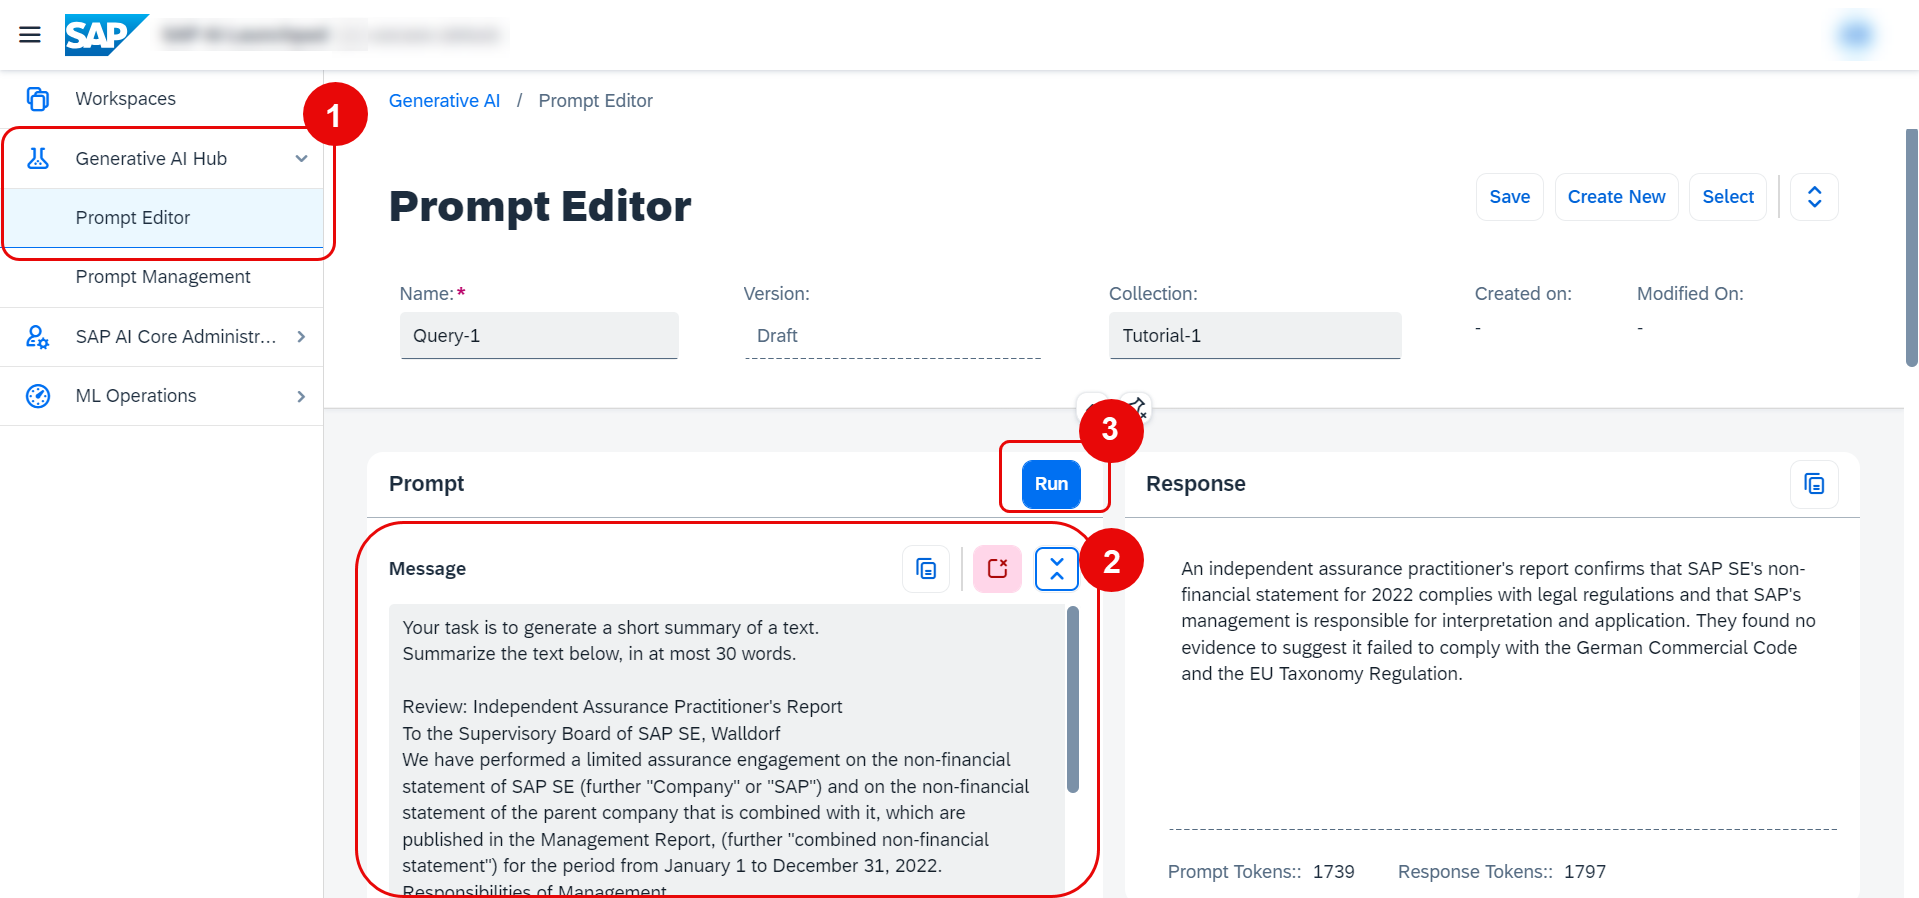 SAP
Workspaces
1
Generative AI / Prompt Editor
Generative AI Hub
Prompt Editor
Prompt Management
SAP AI Core Administr...
ML Operations
Prompt Editor
Save
Create New
Select
Name:*
Version:
Collection:
Created on:
Modified On:
Query-1
Draft
Tutorial-1
-
-
3
Prompt
Run
Response
Message
2
Your task is to generate a short summary of a text.
Summarize the text below, in at most 30 words.
Review: Independent Assurance Practitioner's Report
To the Supervisory Board of SAP SE, Walldorf
We have performed a limited assurance engagement on the non-financial
statement of SAP SE (further "Company" or "SAP") and on the non-financial
statement of the parent company that is combined with it, which are
published in the Management Report, (further "combined non-financial
statement") for the period from January 1 to December 31, 2022.
Responsibilities of Management
An independent assurance practitioner's report confirms that SAP SE's non-
financial statement for 2022 complies with legal regulations and that SAP's
management is responsible for interpretation and application. They found no
evidence to suggest it failed to comply with the German Commercial Code
and the EU Taxonomy Regulation.
Prompt Tokens:: 1739
Response Tokens:: 1797